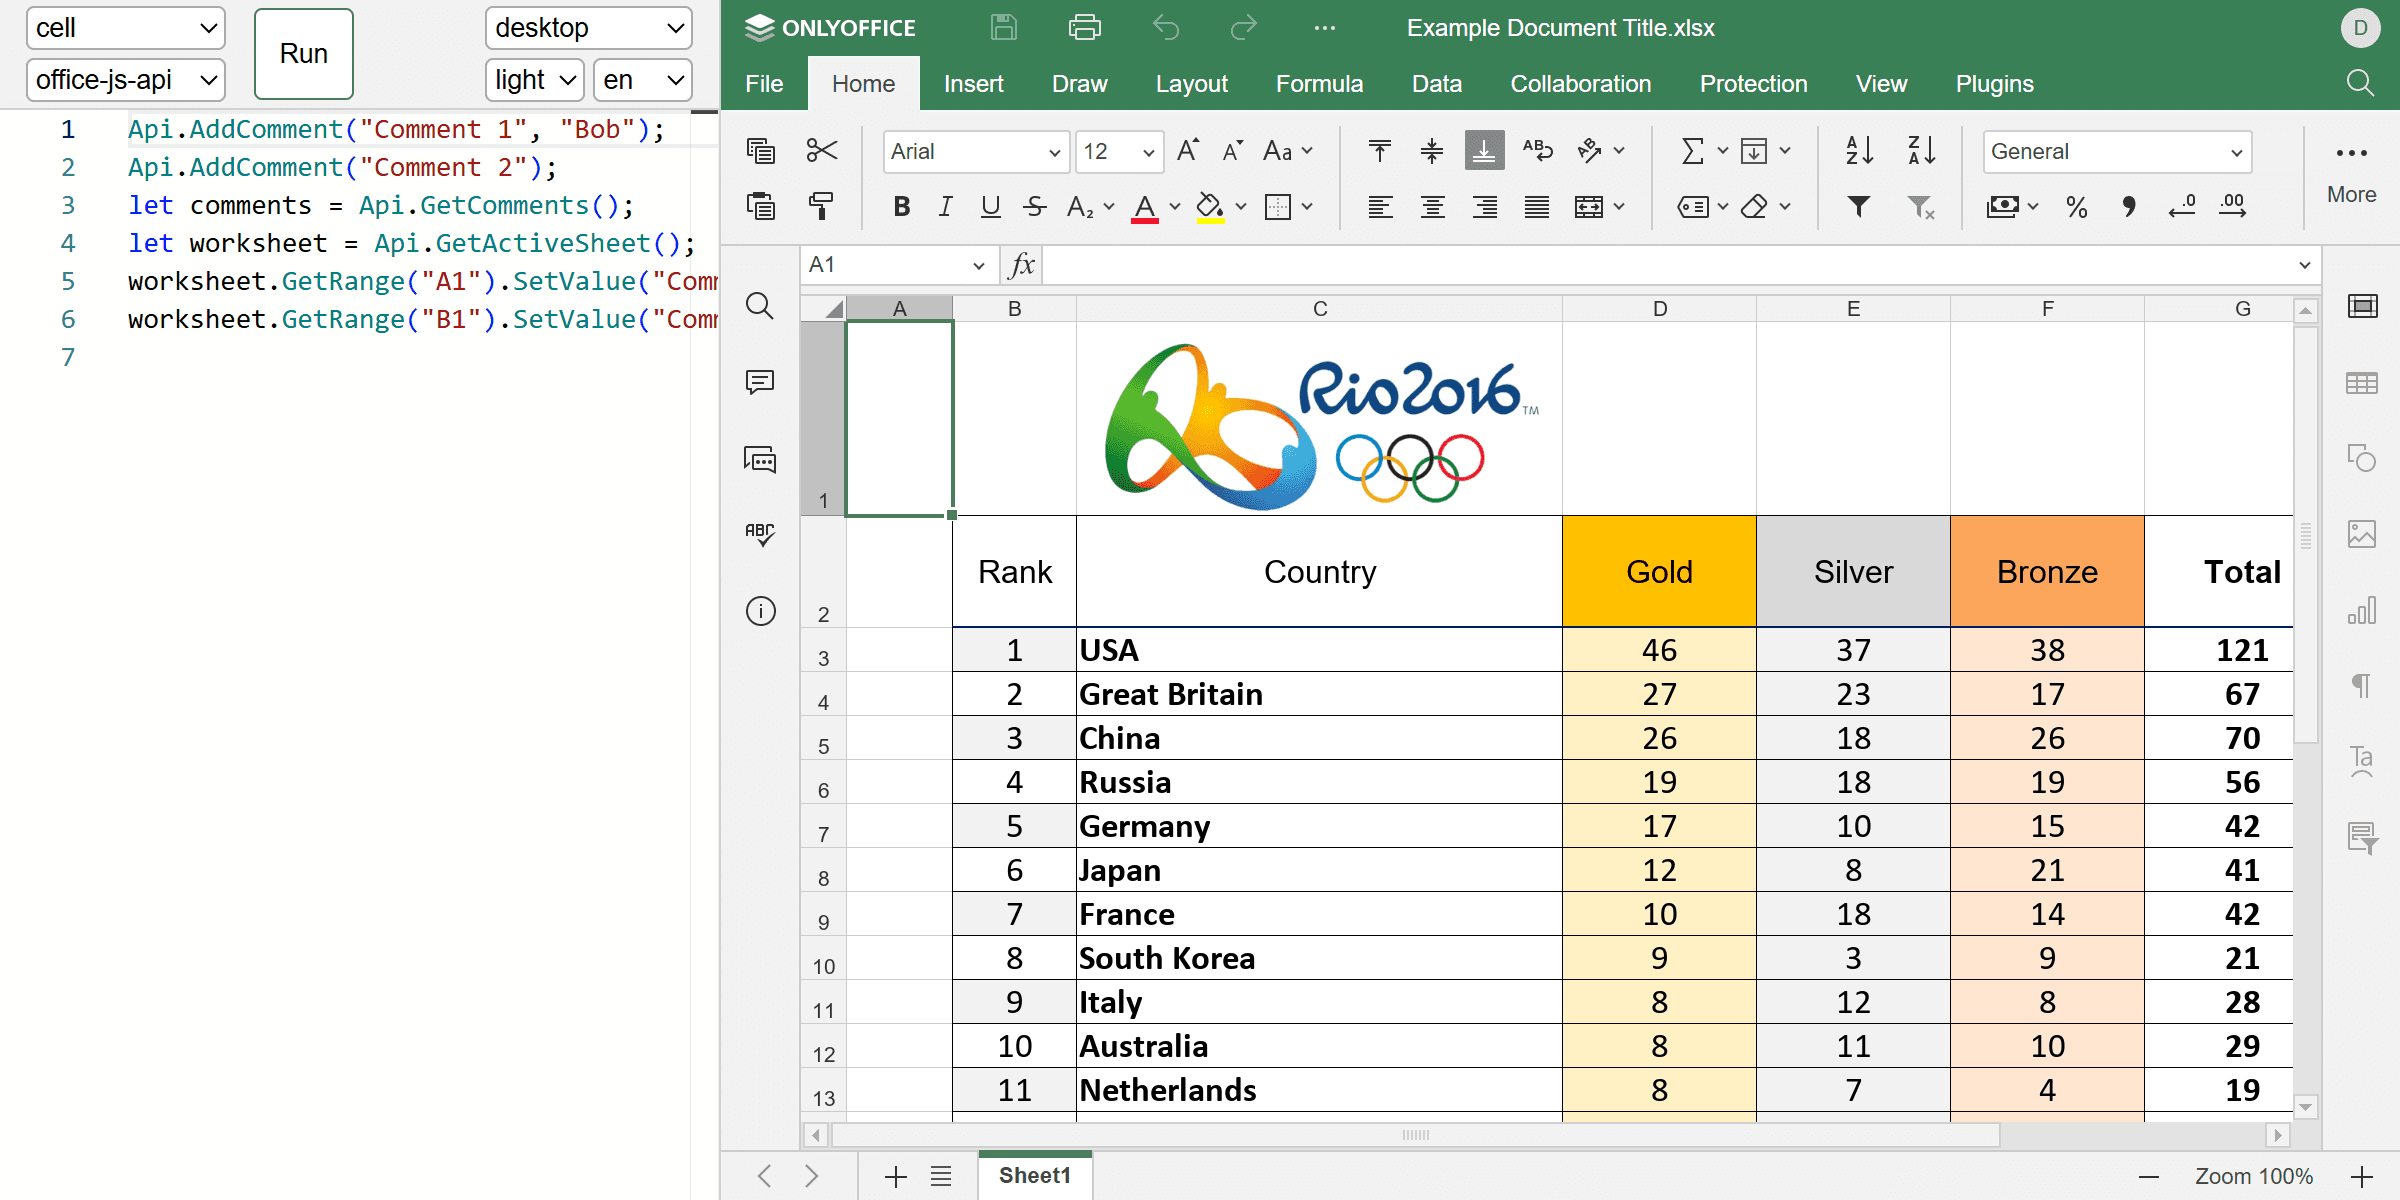 cell
office-js-api
Run
desktop
light
en
1 Api.AddComment("Comment 1", "Bob");
2 Api.AddComment("Comment 2");
3 let comments = Api.GetComments();
4 let worksheet = Api.GetActiveSheet();
5 worksheet.GetRange("A1").SetValue("Com
6 worksheet.GetRange("B1").SetValue("Com
7
ONLYOFFICE
Example Document Title.xlsx
D
File Home Insert Draw Layout Formula Data Collaboration Protection View Plugins
Arial 12 General
More
A1 fx
A B C D E F G
Rio2016™
1
2 Rank Country Gold Silver Bronze Total
3 1 USA 46 37 38 121
4 2 Great Britain 27 23 17 67
5 3 China 26 18 26 70
6 4 Russia 19 18 19 56
7 5 Germany 17 10 15 42
8 6 Japan 12 8 21 41
9 7 France 10 18 14 42
10 8 South Korea 9 3 9 21
11 9 Italy 8 12 8 28
12 10 Australia 8 11 10 29
13 11 Netherlands 8 7 4 19
Sheet1
Zoom 100%